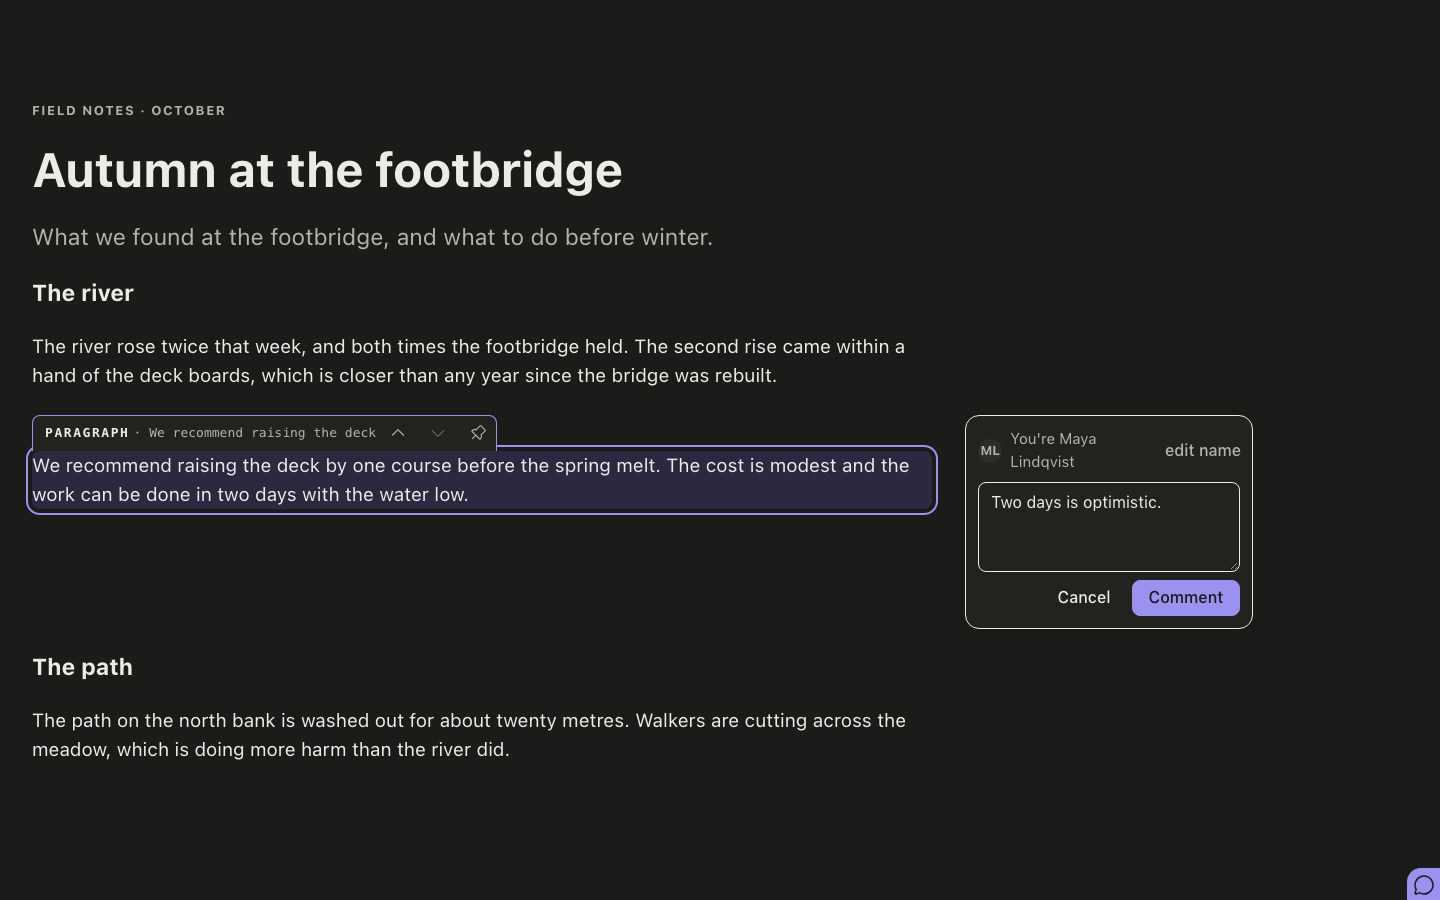 FIELD NOTES · OCTOBER
Autumn at the footbridge
What we found at the footbridge, and what to do before winter.
The river
The river rose twice that week, and both times the footbridge held. The second rise came within a
hand of the deck boards, which is closer than any year since the bridge was rebuilt.
PARAGRAPH · We recommend raising the deck
We recommend raising the deck by one course before the spring melt. The cost is modest and the
work can be done in two days with the water low.
ML
You're Maya
Lindqvist
edit name
Two days is optimistic.
Cancel
Comment
The path
The path on the north bank is washed out for about twenty metres. Walkers are cutting across the
meadow, which is doing more harm than the river did.